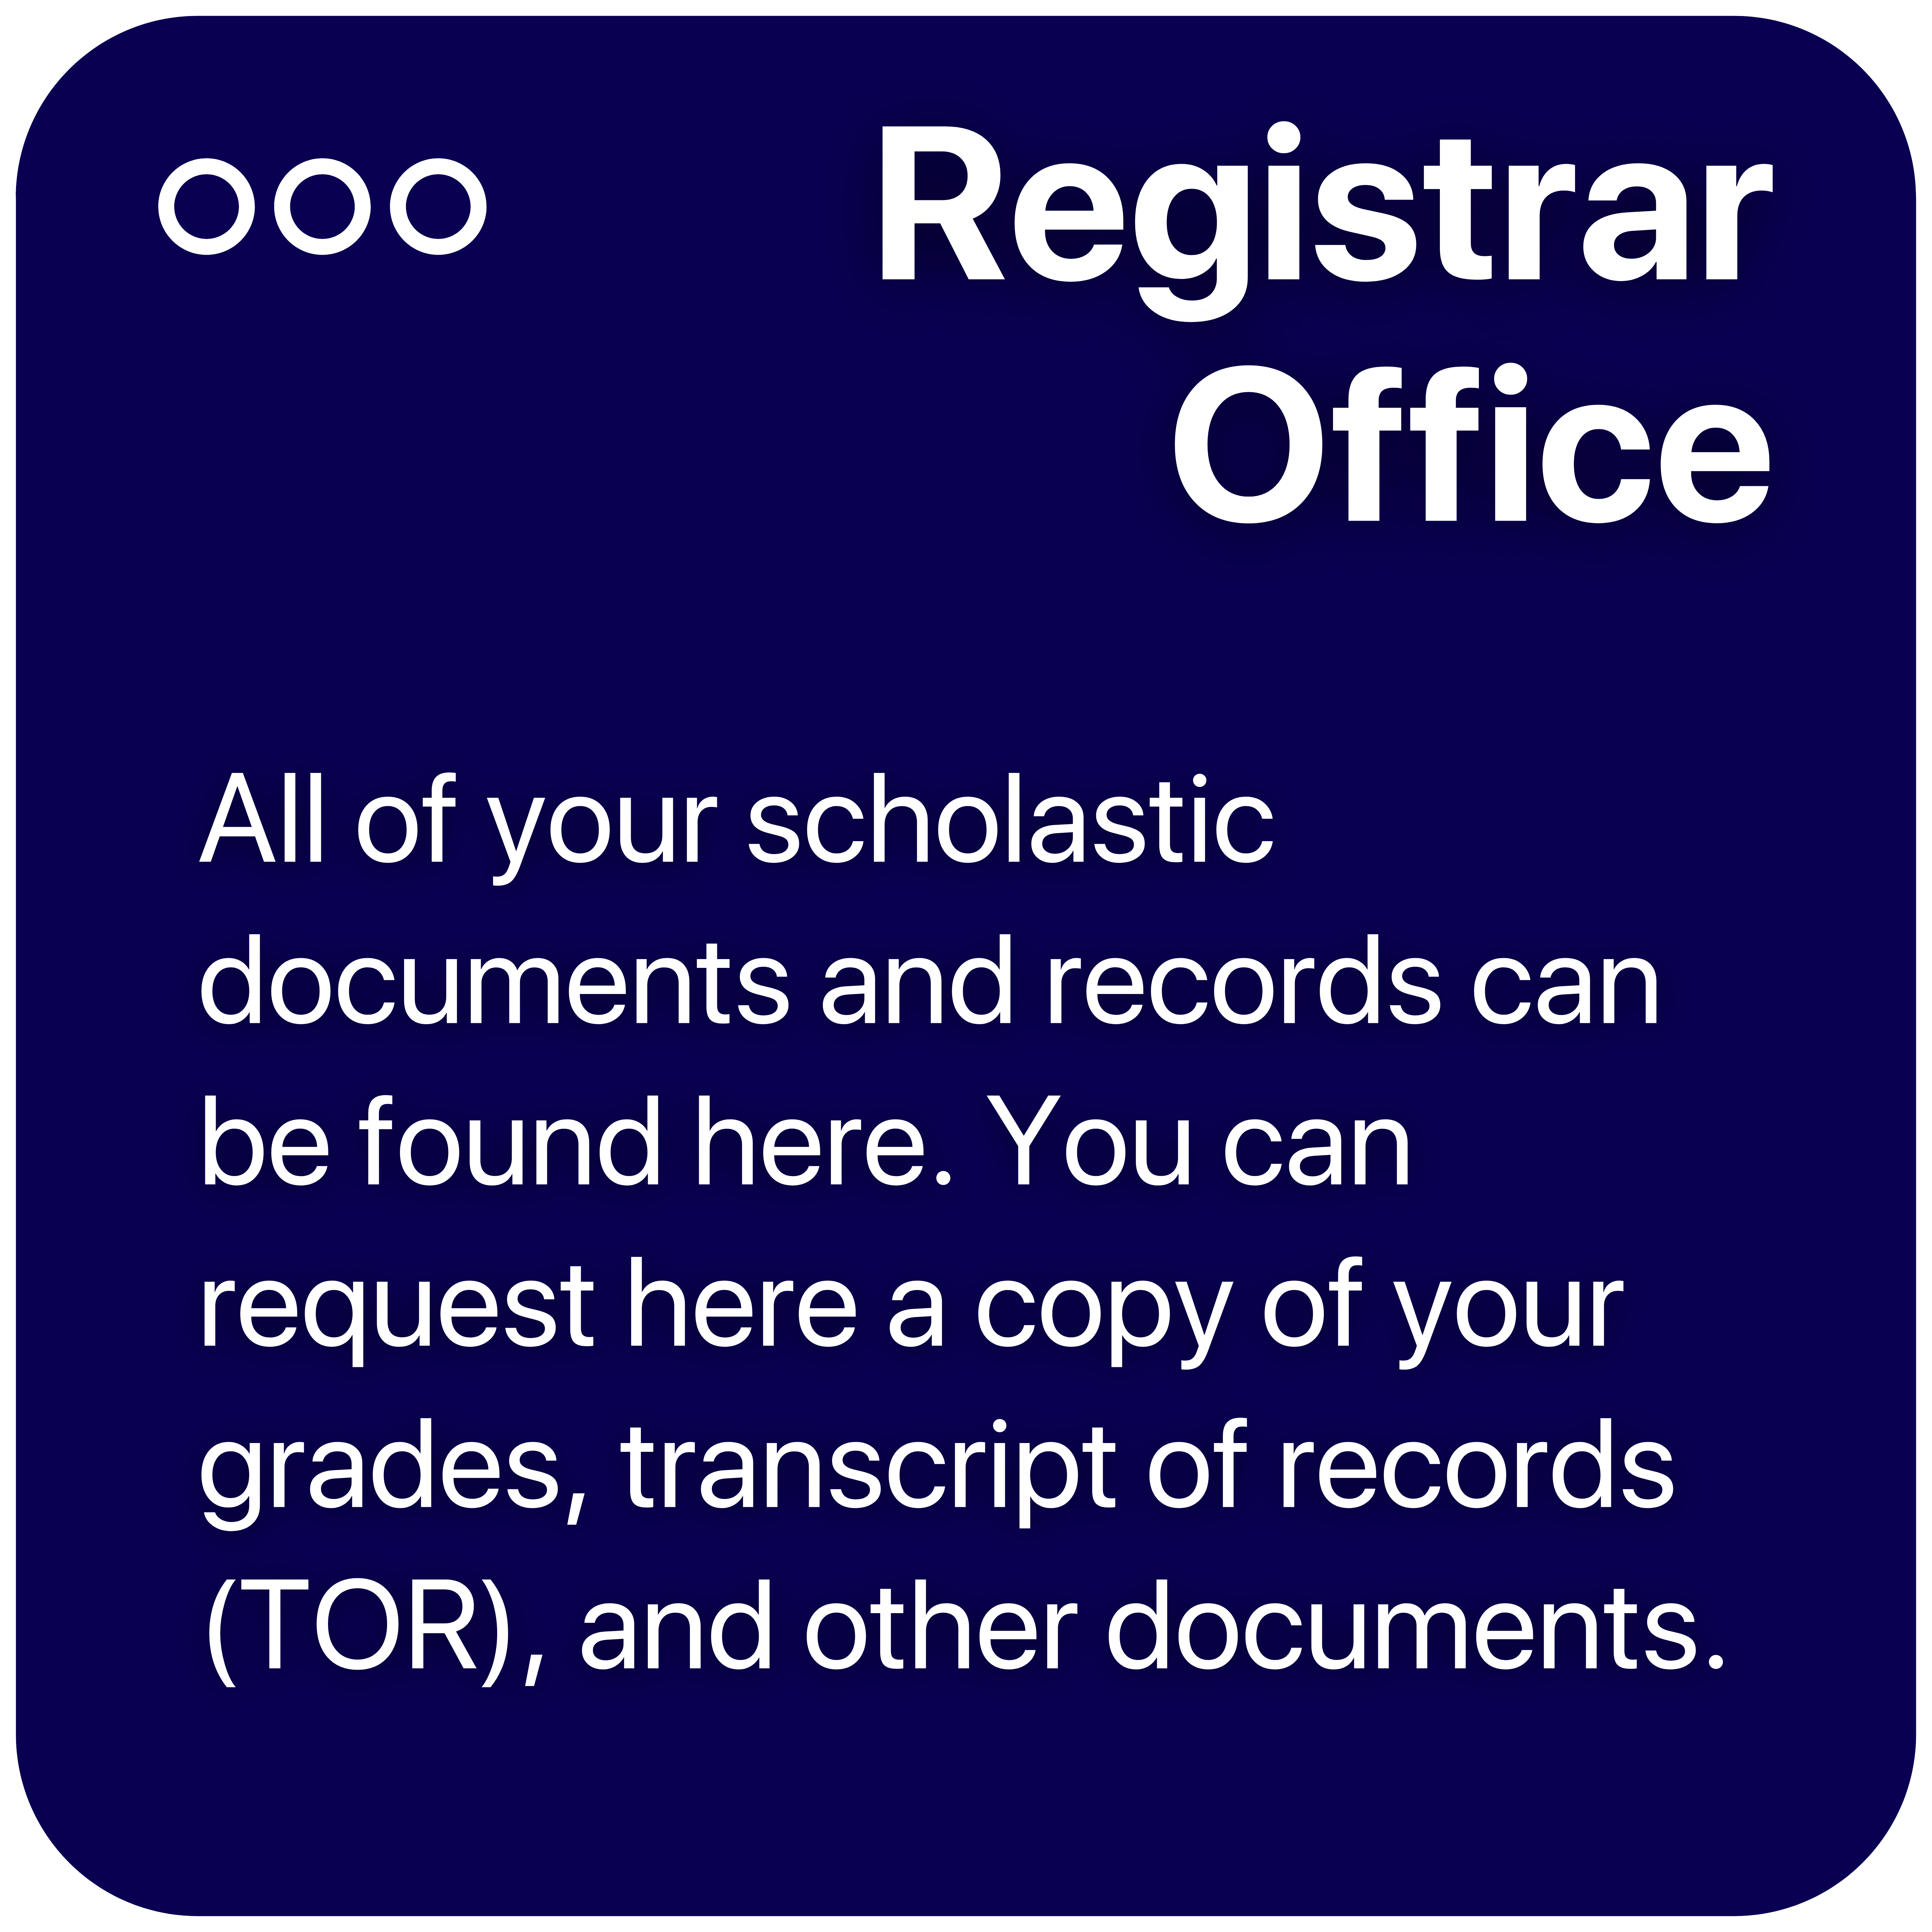 Registrar
Office
All of your scholastic
documents and records can
be found here. You can
request here a copy of your
grades, transcript of records
(TOR), and other documents.